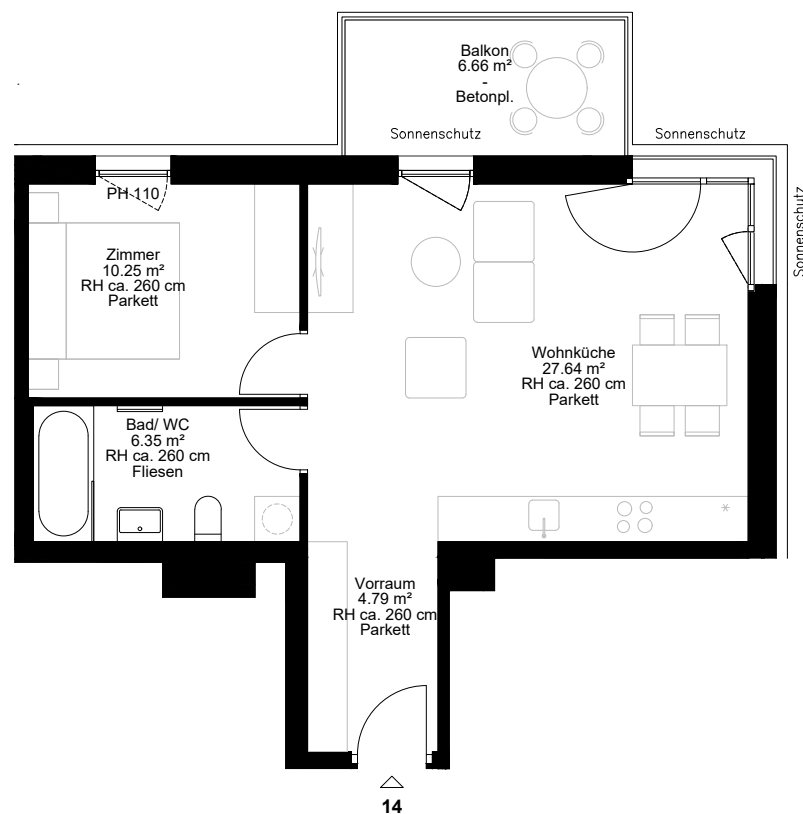 Balkon
6.66 m²
-
Betonpl.
Sonnenschutz
Sonnenschutz
Sonnenschutz
PH 110
Zimmer
10.25 m²
RH ca. 260 cm
Parkett
Wohnküche
27.64 m²
RH ca. 260 cm
Parkett
Bad/ WC
6.35 m²
RH ca. 260 cm
Fliesen
*
Vorraum
4.79 m²
RH ca. 260 cm
Parkett
14